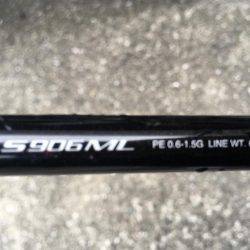 S906ML PE 0.6-1.5G LINE WT.